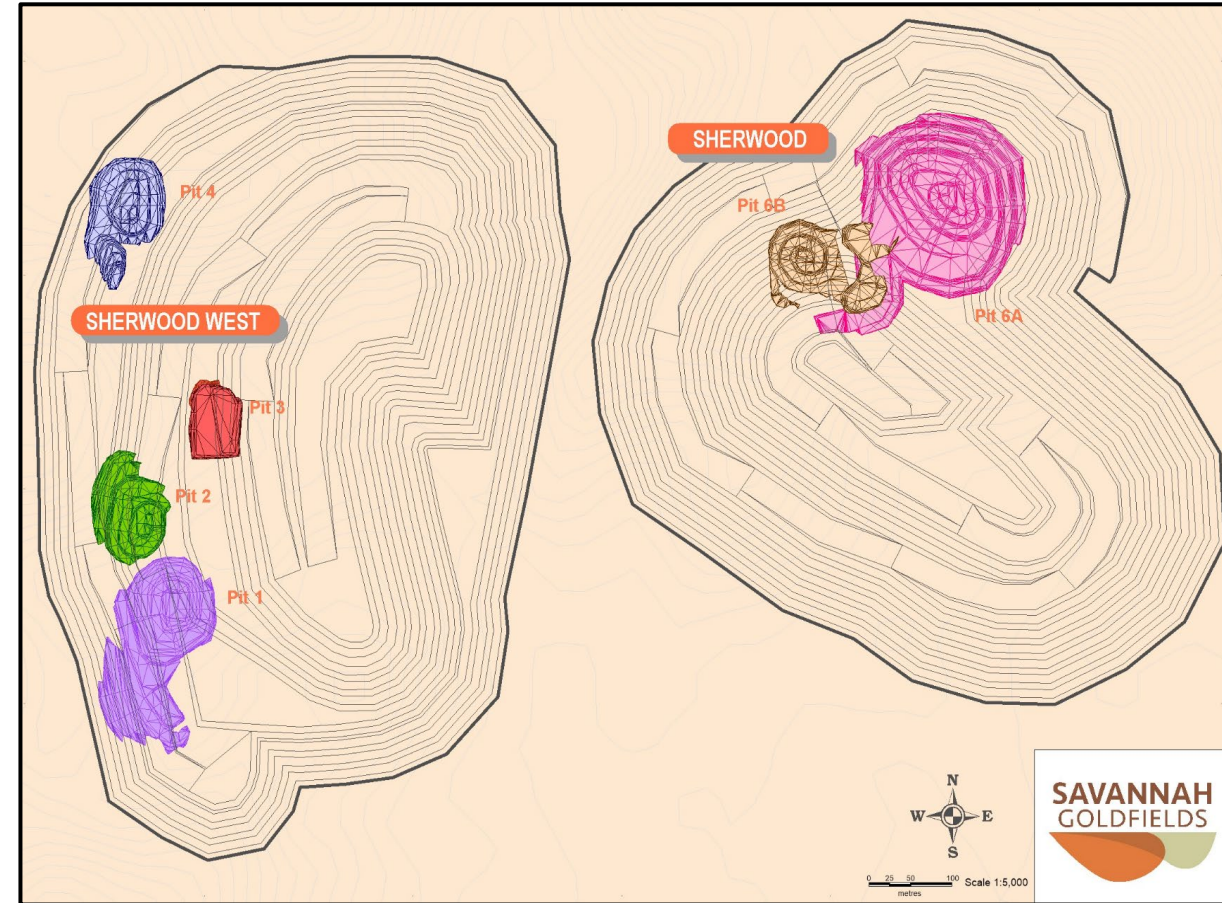 SHERWOOD
Pit 4
Pit 6B
SHERWOOD WEST
Pit 6A
Pit 3
Pit 2
Pit 1
N
W E
S
0 25 50 100 Scale 1:5,000
metres
SAVANNAH
GOLDFIELDS